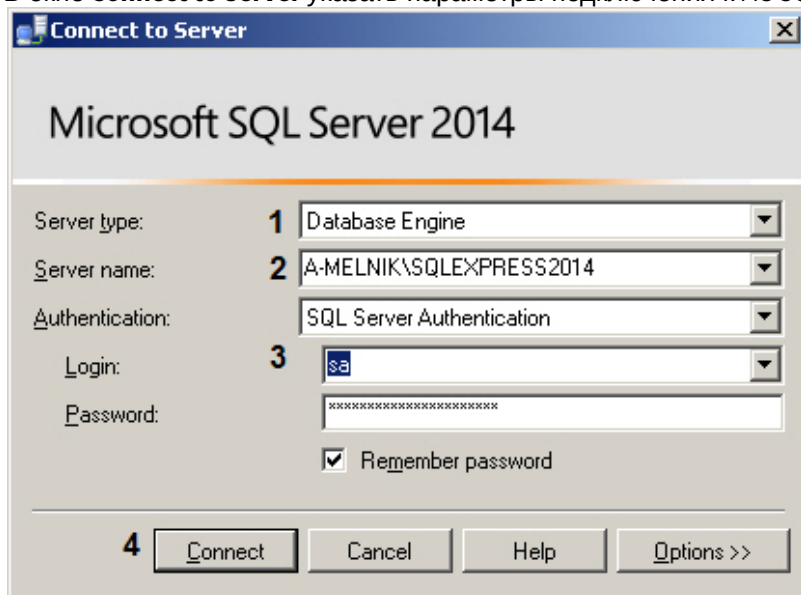 Connect to Server
Microsoft SQL Server 2014
Server type: 1 Database Engine
Server name: 2 A-MELNIK\SQLEXPRESS2014
Authentication: SQL Server Authentication
Login: 3 sa
Password: **********************
Remember password
4 Connect Cancel Help Options >>